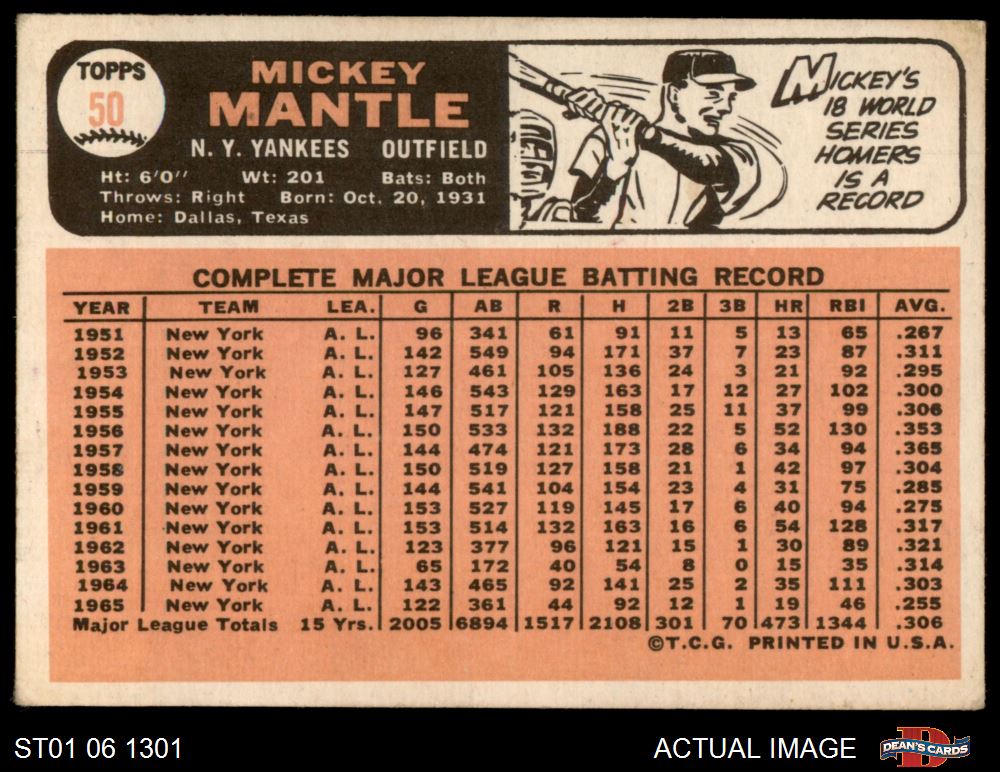 TOPPS
50
MICKEY
MANTLE
N. Y. YANKEES OUTFIELD
Ht: 6'0" Wt: 201 Bats: Both
Throws: Right Born: Oct. 20, 1931
Home: Dallas, Texas
MICKEY'S
18 WORLD
SERIES
HOMERS
IS A
RECORD
COMPLETE MAJOR LEAGUE BATTING RECORD
YEAR TEAM LEA. G AB R H 2B 3B HR RBI AVG.
1951 New York A. L. 96 341 61 91 11 5 13 65 .267
1952 New York A. L. 142 549 94 171 37 7 23 87 .311
1953 New York A. L. 127 461 105 136 24 3 21 92 .295
1954 New York A. L. 146 543 129 163 17 12 27 102 .300
1955 New York A. L. 147 517 121 158 25 11 37 99 .306
1956 New York A. L. 150 533 132 188 22 5 52 130 .353
1957 New York A. L. 144 474 121 173 28 6 34 94 .365
1958 New York A. L. 150 519 127 158 21 1 42 97 .304
1959 New York A. L. 144 541 104 154 23 4 31 75 .285
1960 New York A. L. 153 527 119 145 17 6 40 94 .275
1961 New York A. L. 153 514 132 163 16 6 54 128 .317
1962 New York A. L. 123 377 96 121 15 1 30 89 .321
1963 New York A. L. 65 172 40 54 8 0 15 35 .314
1964 New York A. L. 143 465 92 141 25 2 35 111 .303
1965 New York A. L. 122 361 44 92 12 1 19 46 .255
Major League Totals 15 Yrs. 2005 6894 1517 2108 301 70 473 1344 .306
©T.C.G. PRINTED IN U.S.A.
ST01 06 1301
ACTUAL IMAGE
DEAN'S CARDS